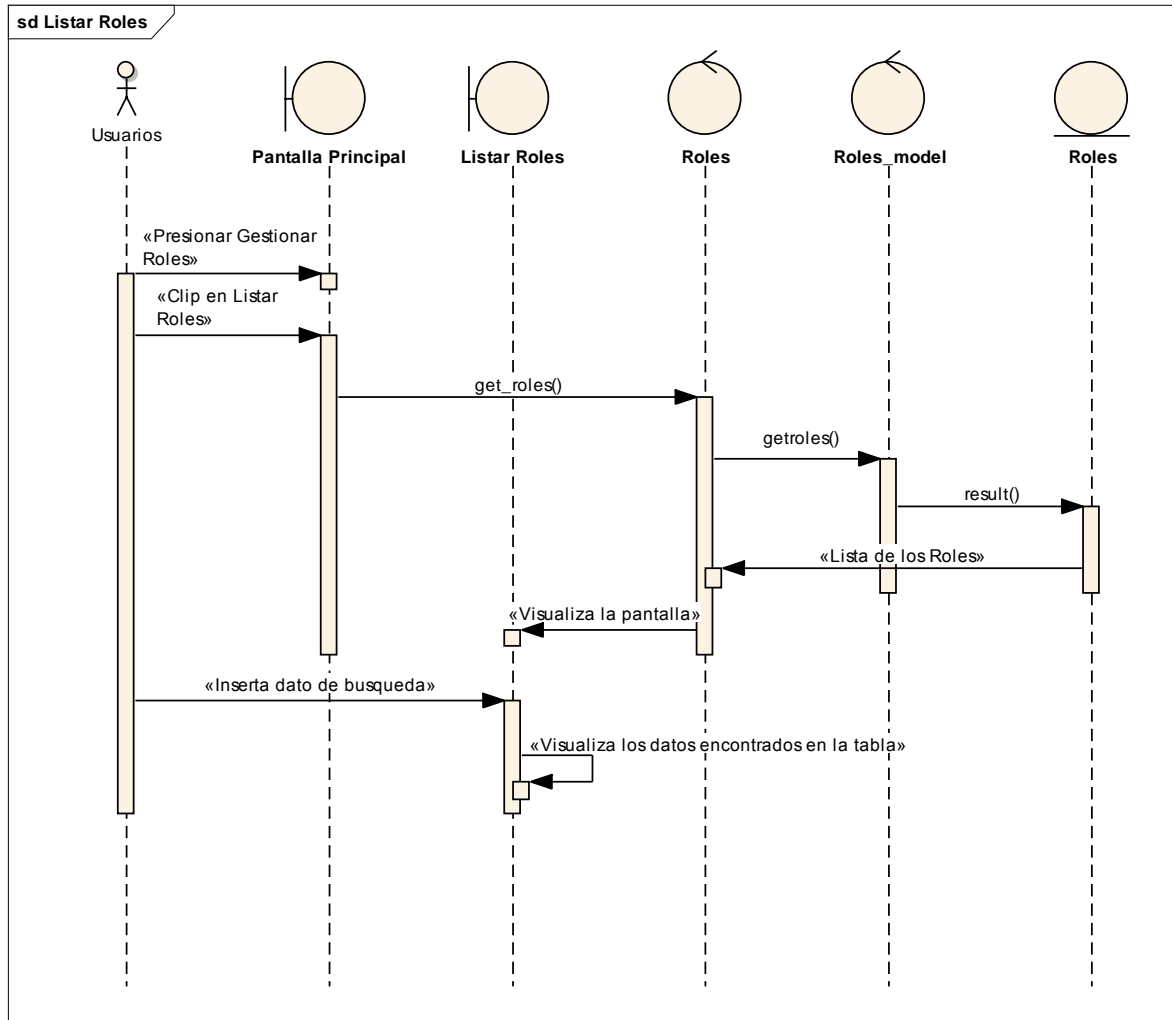 sd Listar Roles
Usuarios
Pantalla Principal
Listar Roles
Roles
Roles_model
Roles
«Presionar Gestionar
Roles»
«Clip en Listar
Roles»
get_roles()
getroles()
result()
«Lista de los Roles»
«Visualiza la pantalla»
«Inserta dato de busqueda»
«Visualiza los datos encontrados en la tabla»